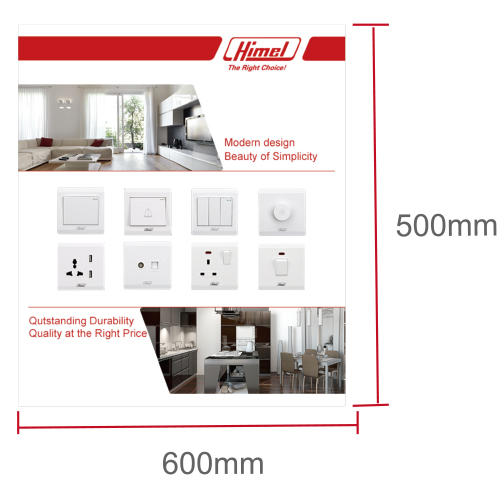 Himel
The Right Choice!
Modern design
Beauty of Simplicity
500mm
Qutstanding Durability
Quality at the Right Price
600mm